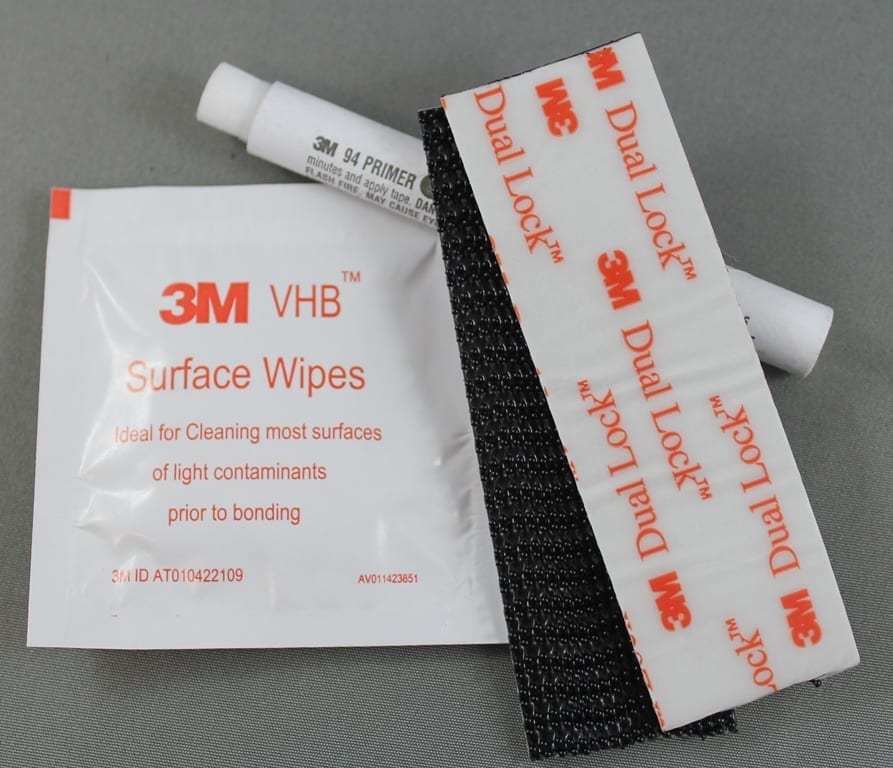 3M 94 PRIMER
minutes and apply tape. DAN
FLASH FIRE. MAY CAUSE EY
3M VHB™
Surface Wipes
Ideal for Cleaning most surfaces
of light contaminants
prior to bonding
3M ID AT010422109
AV011423851
3M Dual Lock™
3M
Dual Lock™
3M Dual Lock™
3M Dual Lock™
3M Dual Lock™
3M
Lock™